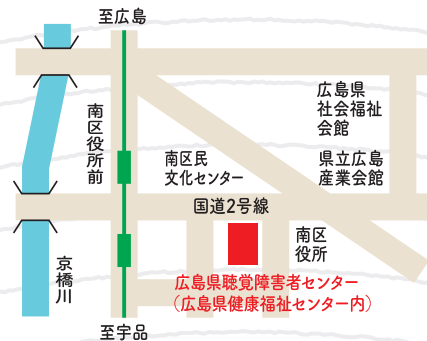 至広島
広島県
社会福祉
会館
南区役所前
南区民
文化センター
県立広島
産業会館
国道2号線
南区
役所
京橋川
広島県聴覚障害者センター
（広島県健康福祉センター内）
至宇品